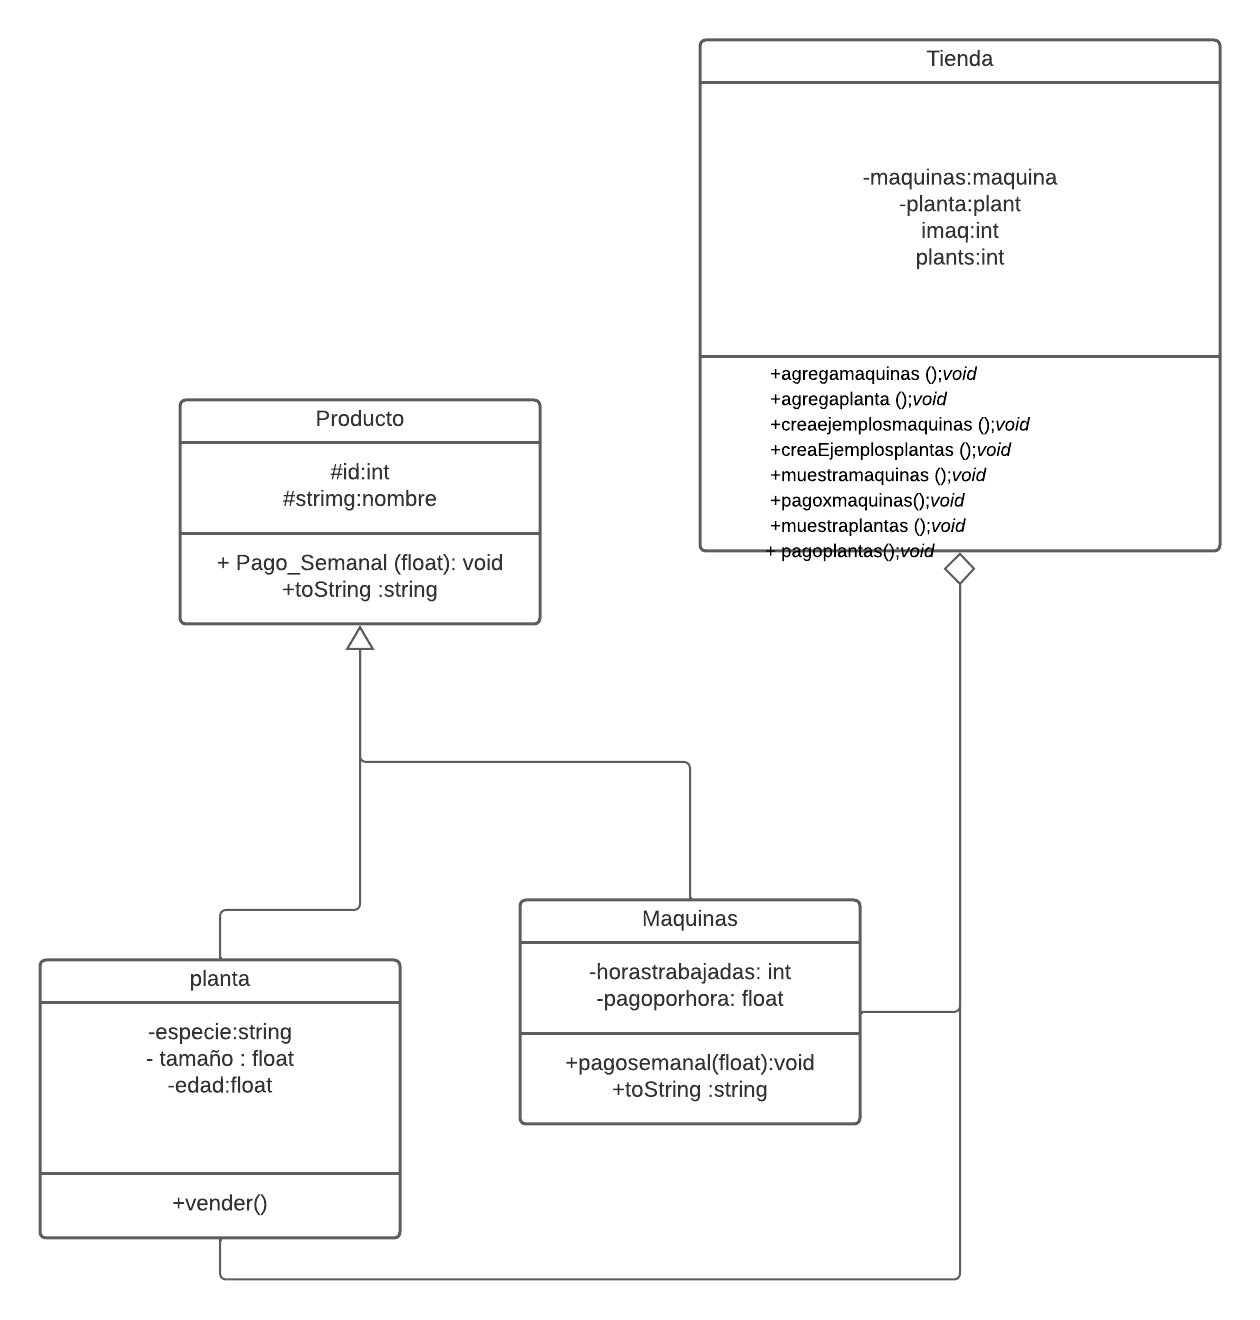 Tienda
-maquinas:maquina
-planta:plant
imaq:int
plants:int
+agregamaquinas ();void
+agregaplanta ();void
+creaejemplosmaquinas ();void
+creaEjemplosplantas ();void
+muestramaquinas ();void
+pagoxmaquinas();void
+muestraplantas ();void
+ pagoplantas();void
Producto
#id:int
#strimg:nombre
+ Pago_Semanal (float): void
+toString :string
Maquinas
-horastrabajadas: int
-pagoporhora: float
+pagosemanal(float):void
+toString :string
planta
-especie:string
- tamaño : float
-edad:float
+vender()